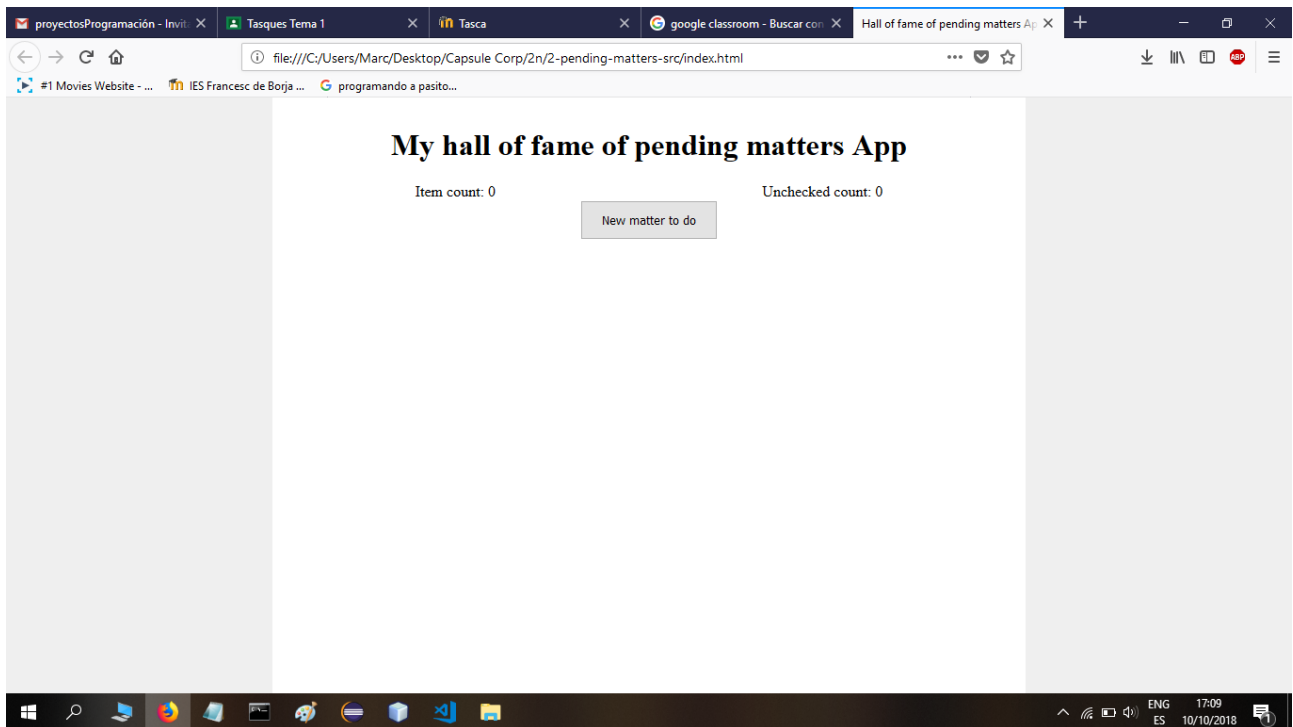 proyectosProgramación - Invit
Tasques Tema 1
Tasca
google classroom - Buscar con
Hall of fame of pending matters Ap
file:///C:/Users/Marc/Desktop/Capsule Corp/2n/2-pending-matters-src/index.html
ABP
#1 Movies Website - ...
IES Francesc de Borja ...
programando a pasito...
My hall of fame of pending matters App
Item count: 0
Unchecked count: 0
New matter to do
ENG
17:09
ES
10/10/2018
1